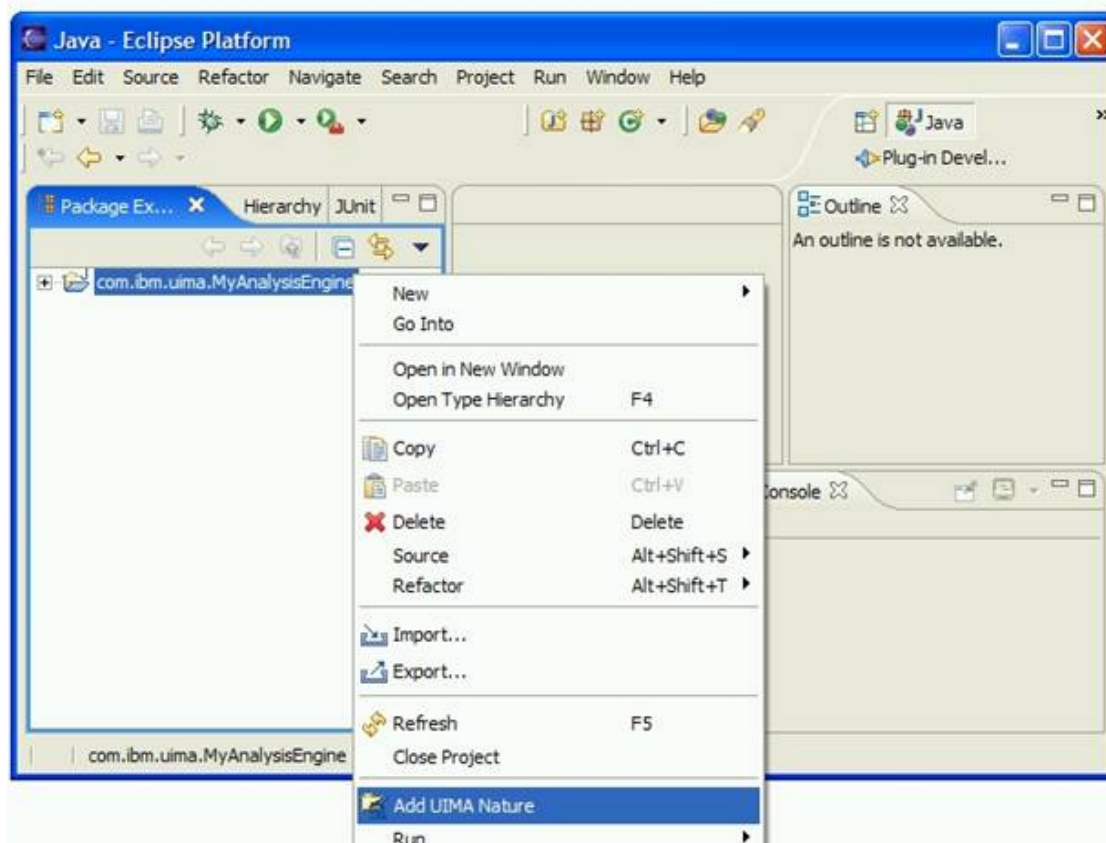 Java - Eclipse Platform
File Edit Source Refactor Navigate Search Project Run Window Help
Java
Plug-in Devel...
Package Ex... Hierarchy JUnit
Outline
An outline is not available.
com.ibm.uima.MyAnalysisEngine
New
Go Into
Open in New Window
Open Type Hierarchy F4
Copy Ctrl+C
Paste Ctrl+V
Console
Delete Delete
Source Alt+Shift+S
Refactor Alt+Shift+T
Import...
Export...
Refresh F5
Close Project
com.ibm.uima.MyAnalysisEngine
Add UIMA Nature
Run